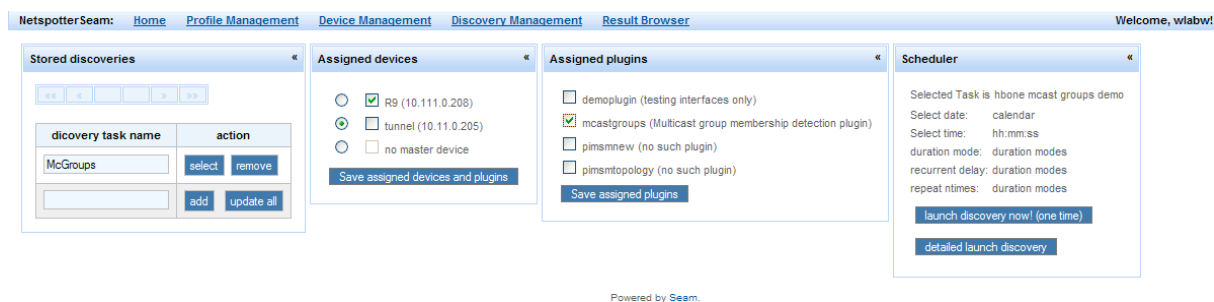 NetspotterSeam: Home Profile Management Device Management Discovery Management Result Browser Welcome, wlabw!
Stored discoveries «
«« « » »»
dicovery task name action
McGroups select remove
add update all
Assigned devices «
R9 (10.111.0.208)
tunnel (10.11.0.205)
no master device
Save assigned devices and plugins
Assigned plugins «
demoplugin (testing interfaces only)
mcastgroups (Multicast group membership detection plugin)
pimsmnew (no such plugin)
pimsmtopology (no such plugin)
Save assigned plugins
Scheduler «
Selected Task is hbone mcast groups demo
Select date: calendar
Select time: hh:mm:ss
duration mode: duration modes
recurrent delay: duration modes
repeat ntimes: duration modes
launch discovery now! (one time)
detailed launch discovery
Powered by Seam.